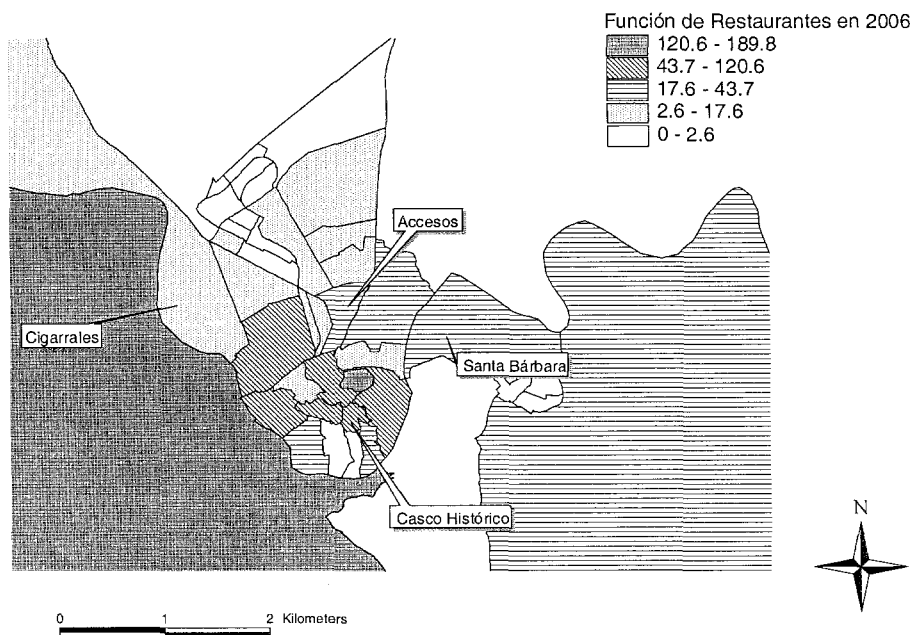 Función de Restaurantes en 2006
120.6 - 189.8
43.7 - 120.6
17.6 - 43.7
2.6 - 17.6
0 - 2.6
Accesos
Cigarrales
Santa Bárbara
Casco Histórico
N
0 1 2 Kilometers